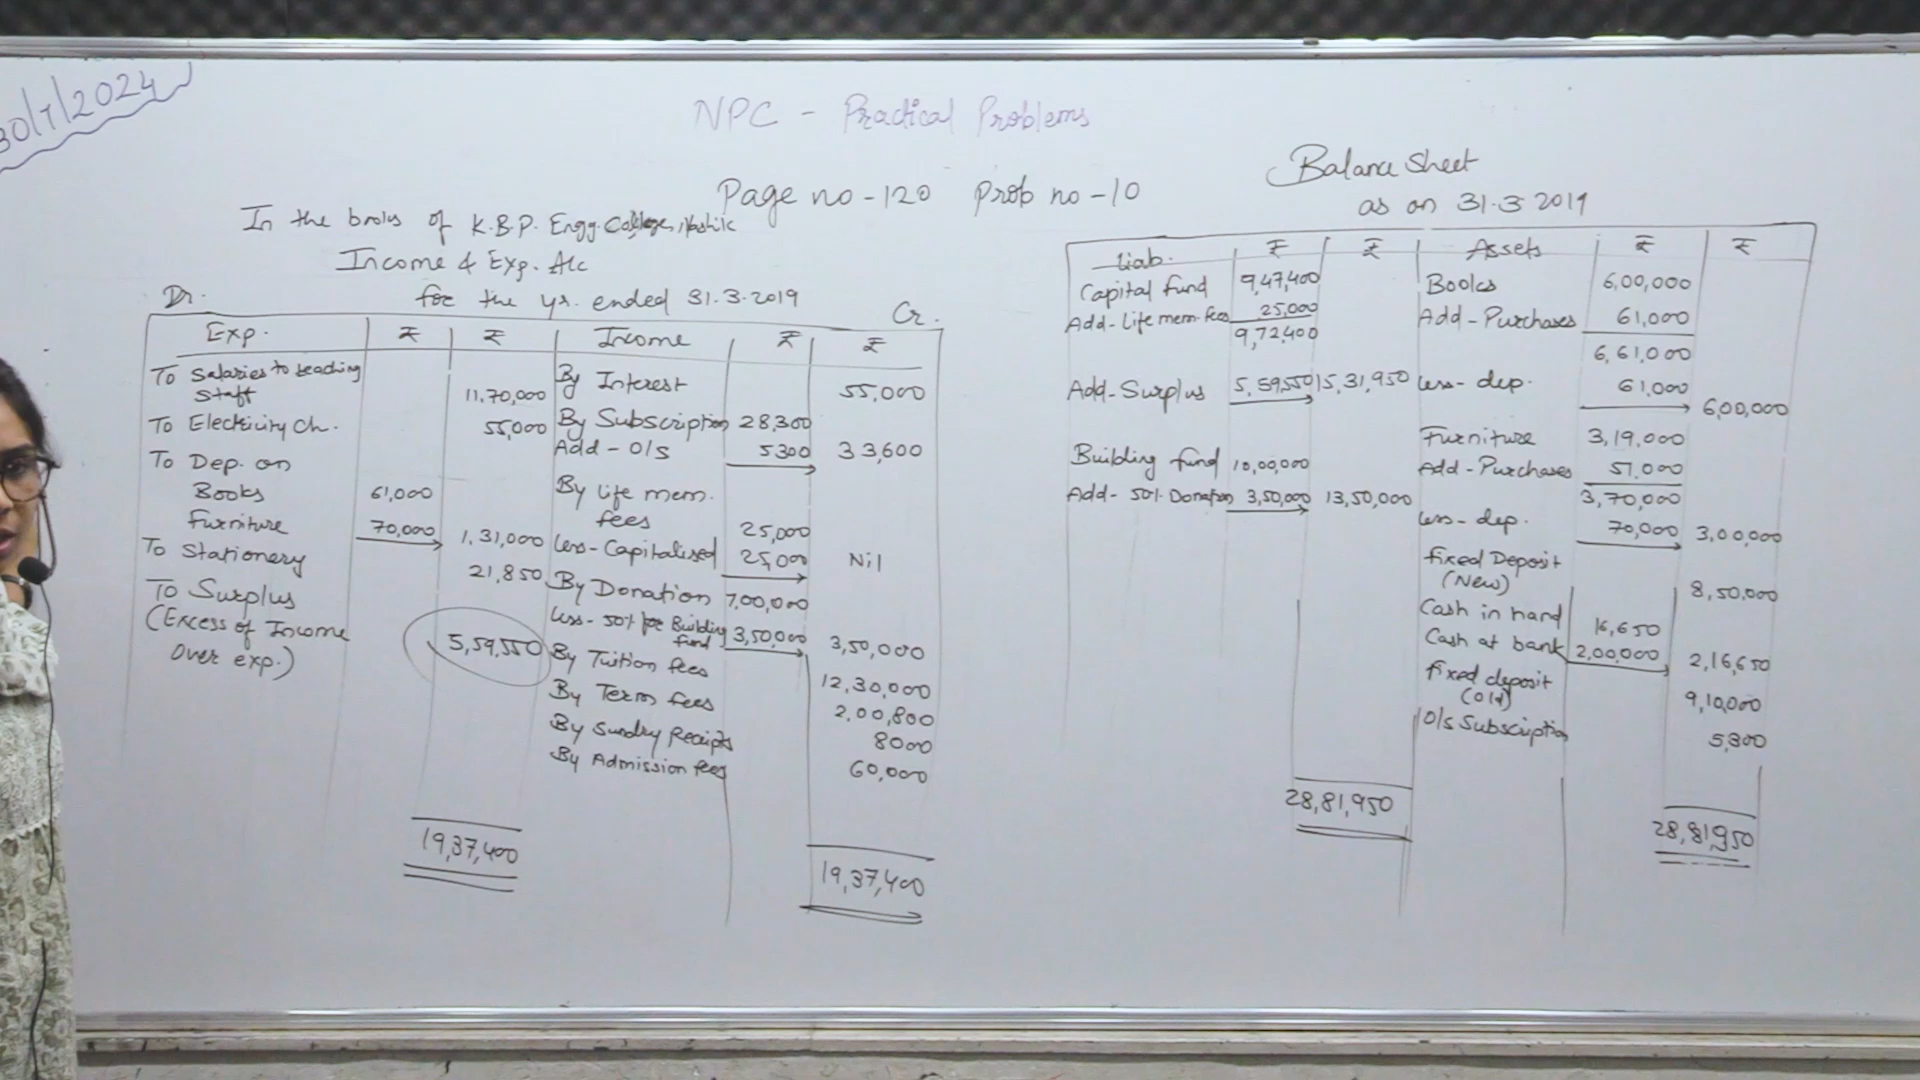 30/7/2024
NPC - Practical Problems
Page no -120 Prob no -10
In the books of K.B.P. Engg. College, Nashik
Income & Exp. A/c
for the yr. ended 31.3.2019
Dr. Cr.
Exp. ₹ ₹ Income ₹ ₹
To Salaries to teaching
staff 11,70,000
To Electricity Ch. 55,000
To Dep. on
Books 61,000
Furniture 70,000 1,31,000
To Stationery 21,850
To Surplus
(Excess of Income
Over exp.) 5,59,550
19,37,400
By Interest 55,000
By Subscription 28,300
Add - O/S 5300 33,600
By life mem.
fees 25,000
Less - Capitalised 25,000 Nil
By Donation 7,00,000
Less - 50% for Building
fund 3,50,000 3,50,000
By Tuition fees 12,30,000
By Term fees 2,00,800
By Sundry Receipts 8000
By Admission fees 60,000
19,37,400
Balance Sheet
as on 31.3 2019
Liab. ₹ ₹ Assets ₹ ₹
Capital fund 9,47,400
Add-Life mem. fees 25,000
9,72,400
Add-Surplus 5,59,550 15,31,950
Building fund 10,00,000
Add- 50% Donation 3,50,000 13,50,000
28,81,950
Books 6,00,000
Add-Purchases 61,000
6,61,000
Less- dep. 61,000 6,00,000
Furniture 3,19,000
Add-Purchases 51,000
3,70,000
Less- dep. 70,000 3,00,000
fixed Deposit
(New) 8,50,000
Cash in hand 16,650
Cash at bank 2,00,000 2,16,650
fixed deposit
(old) 9,10,000
O/s Subscription 5,300
28,81,950